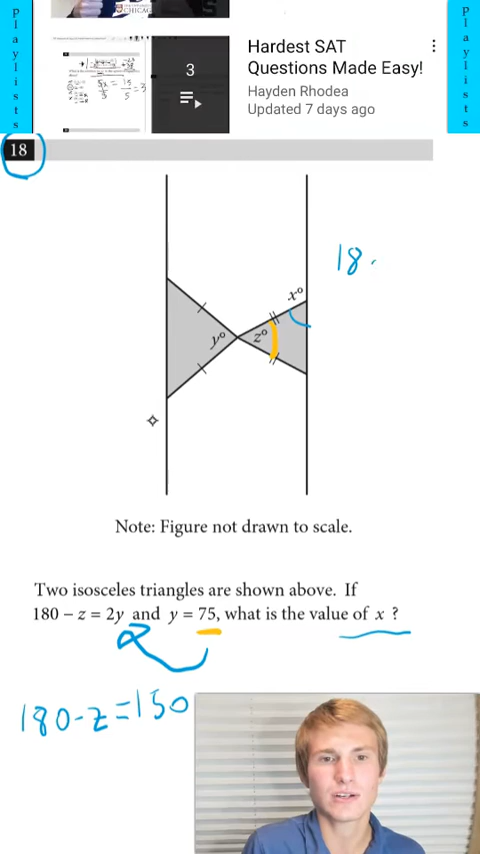 Playlists
Playlists
CHICAGO
3
Hardest SAT
Questions Made Easy!
Hayden Rhodea
Updated 7 days ago
18
18.
x°
y°
z°
Note: Figure not drawn to scale.
Two isosceles triangles are shown above. If
180 – z = 2y and y = 75, what is the value of x ?
180-z=150